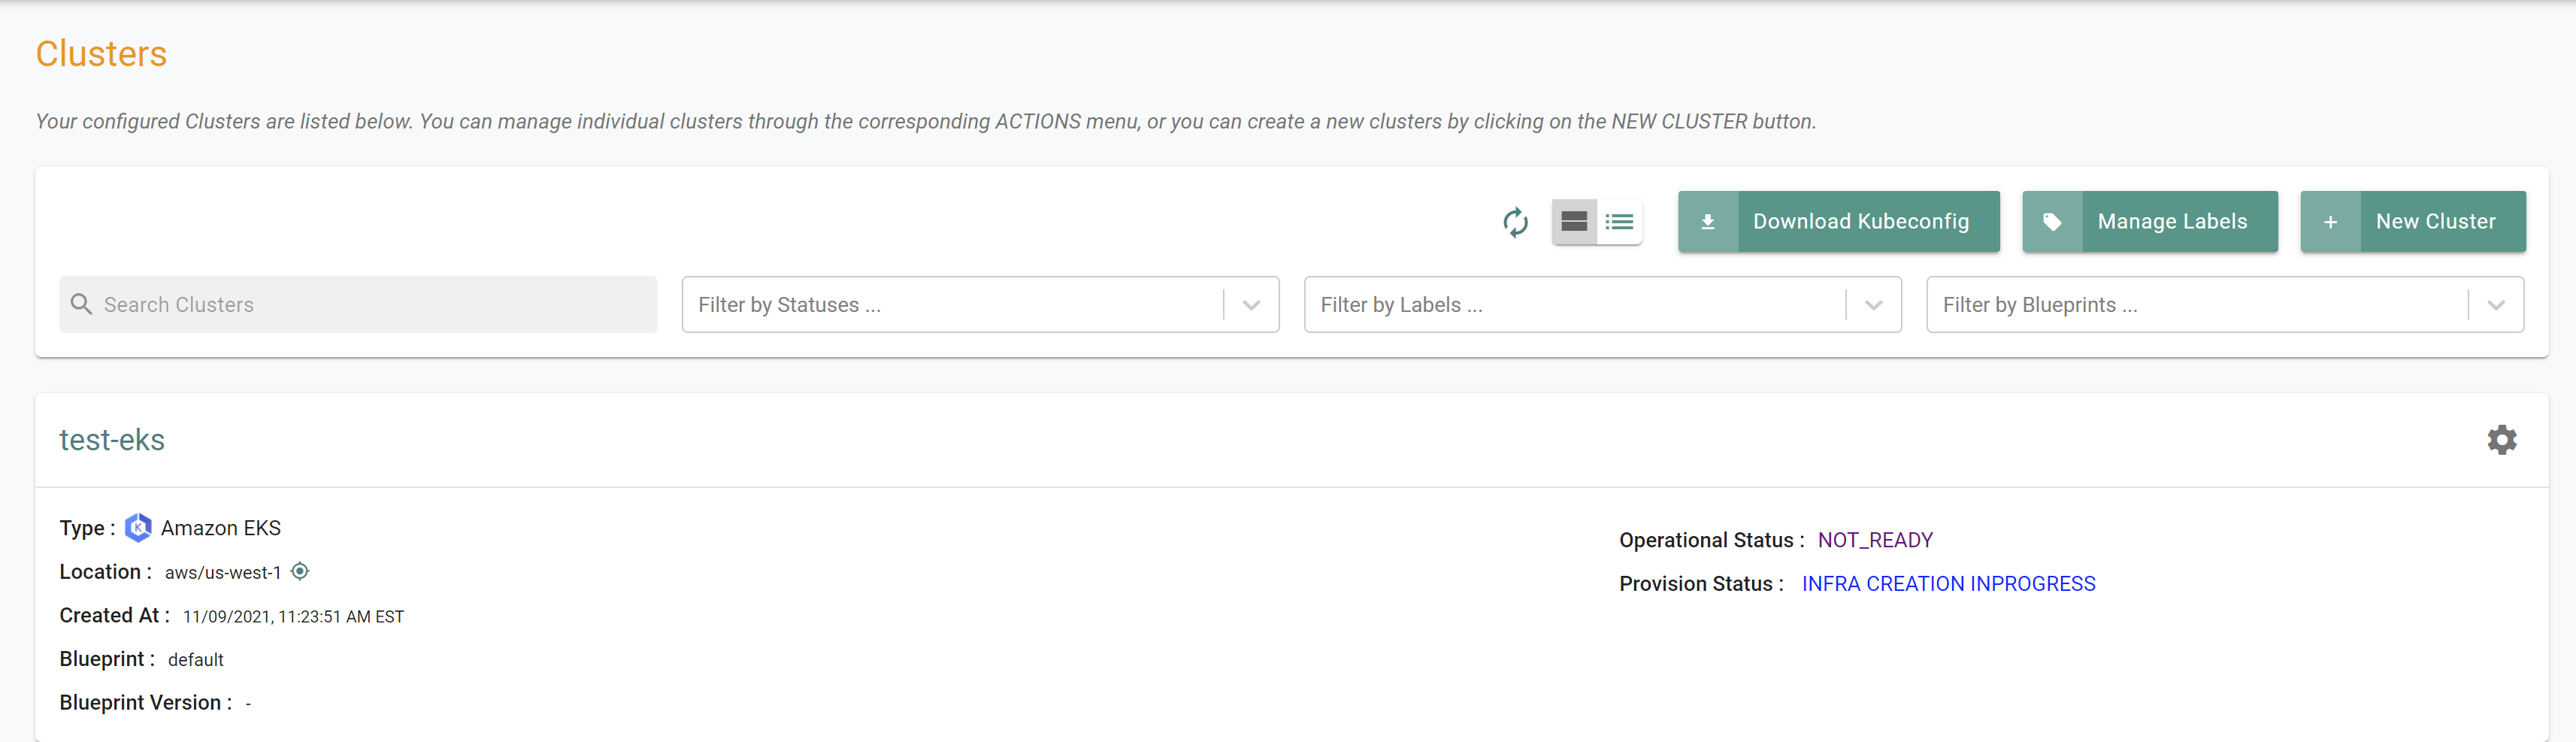 Clusters
Your configured Clusters are listed below. You can manage individual clusters through the corresponding ACTIONS menu, or you can create a new clusters by clicking on the NEW CLUSTER button.
Download Kubeconfig
Manage Labels
+ New Cluster
Search Clusters
Filter by Statuses ...
Filter by Labels ...
Filter by Blueprints ...
test-eks
Type : K Amazon EKS
Location : aws/us-west-1
Created At : 11/09/2021, 11:23:51 AM EST
Blueprint : default
Blueprint Version : -
Operational Status : NOT_READY
Provision Status : INFRA CREATION INPROGRESS